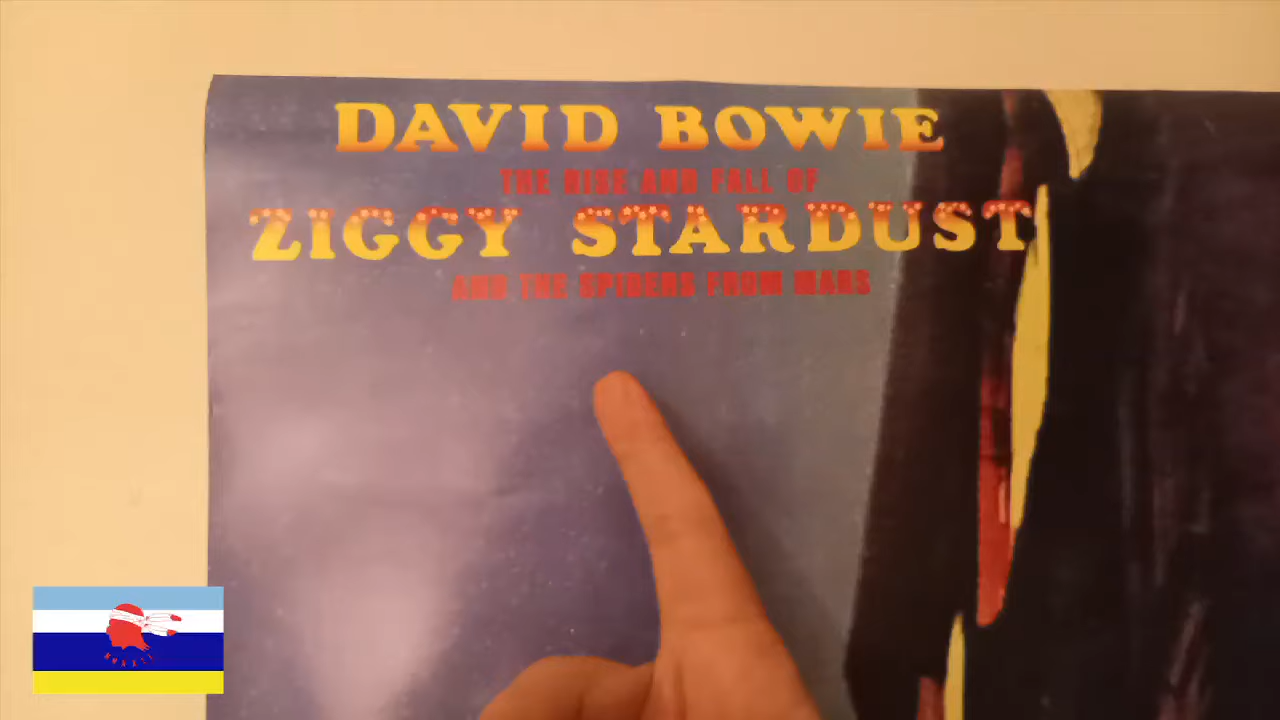 DAVID BOWIE
THE RISE AND FALL OF
ZIGGY STARDUST
AND THE SPIDERS FROM MARS